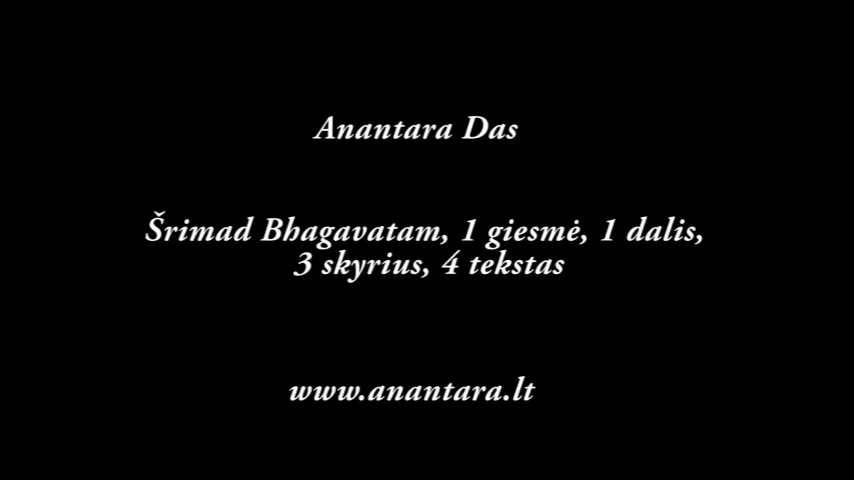 Anantara Das
Šrimad Bhagavatam, 1 giesmė, 1 dalis,
3 skyrius, 4 tekstas
www.anantara.lt